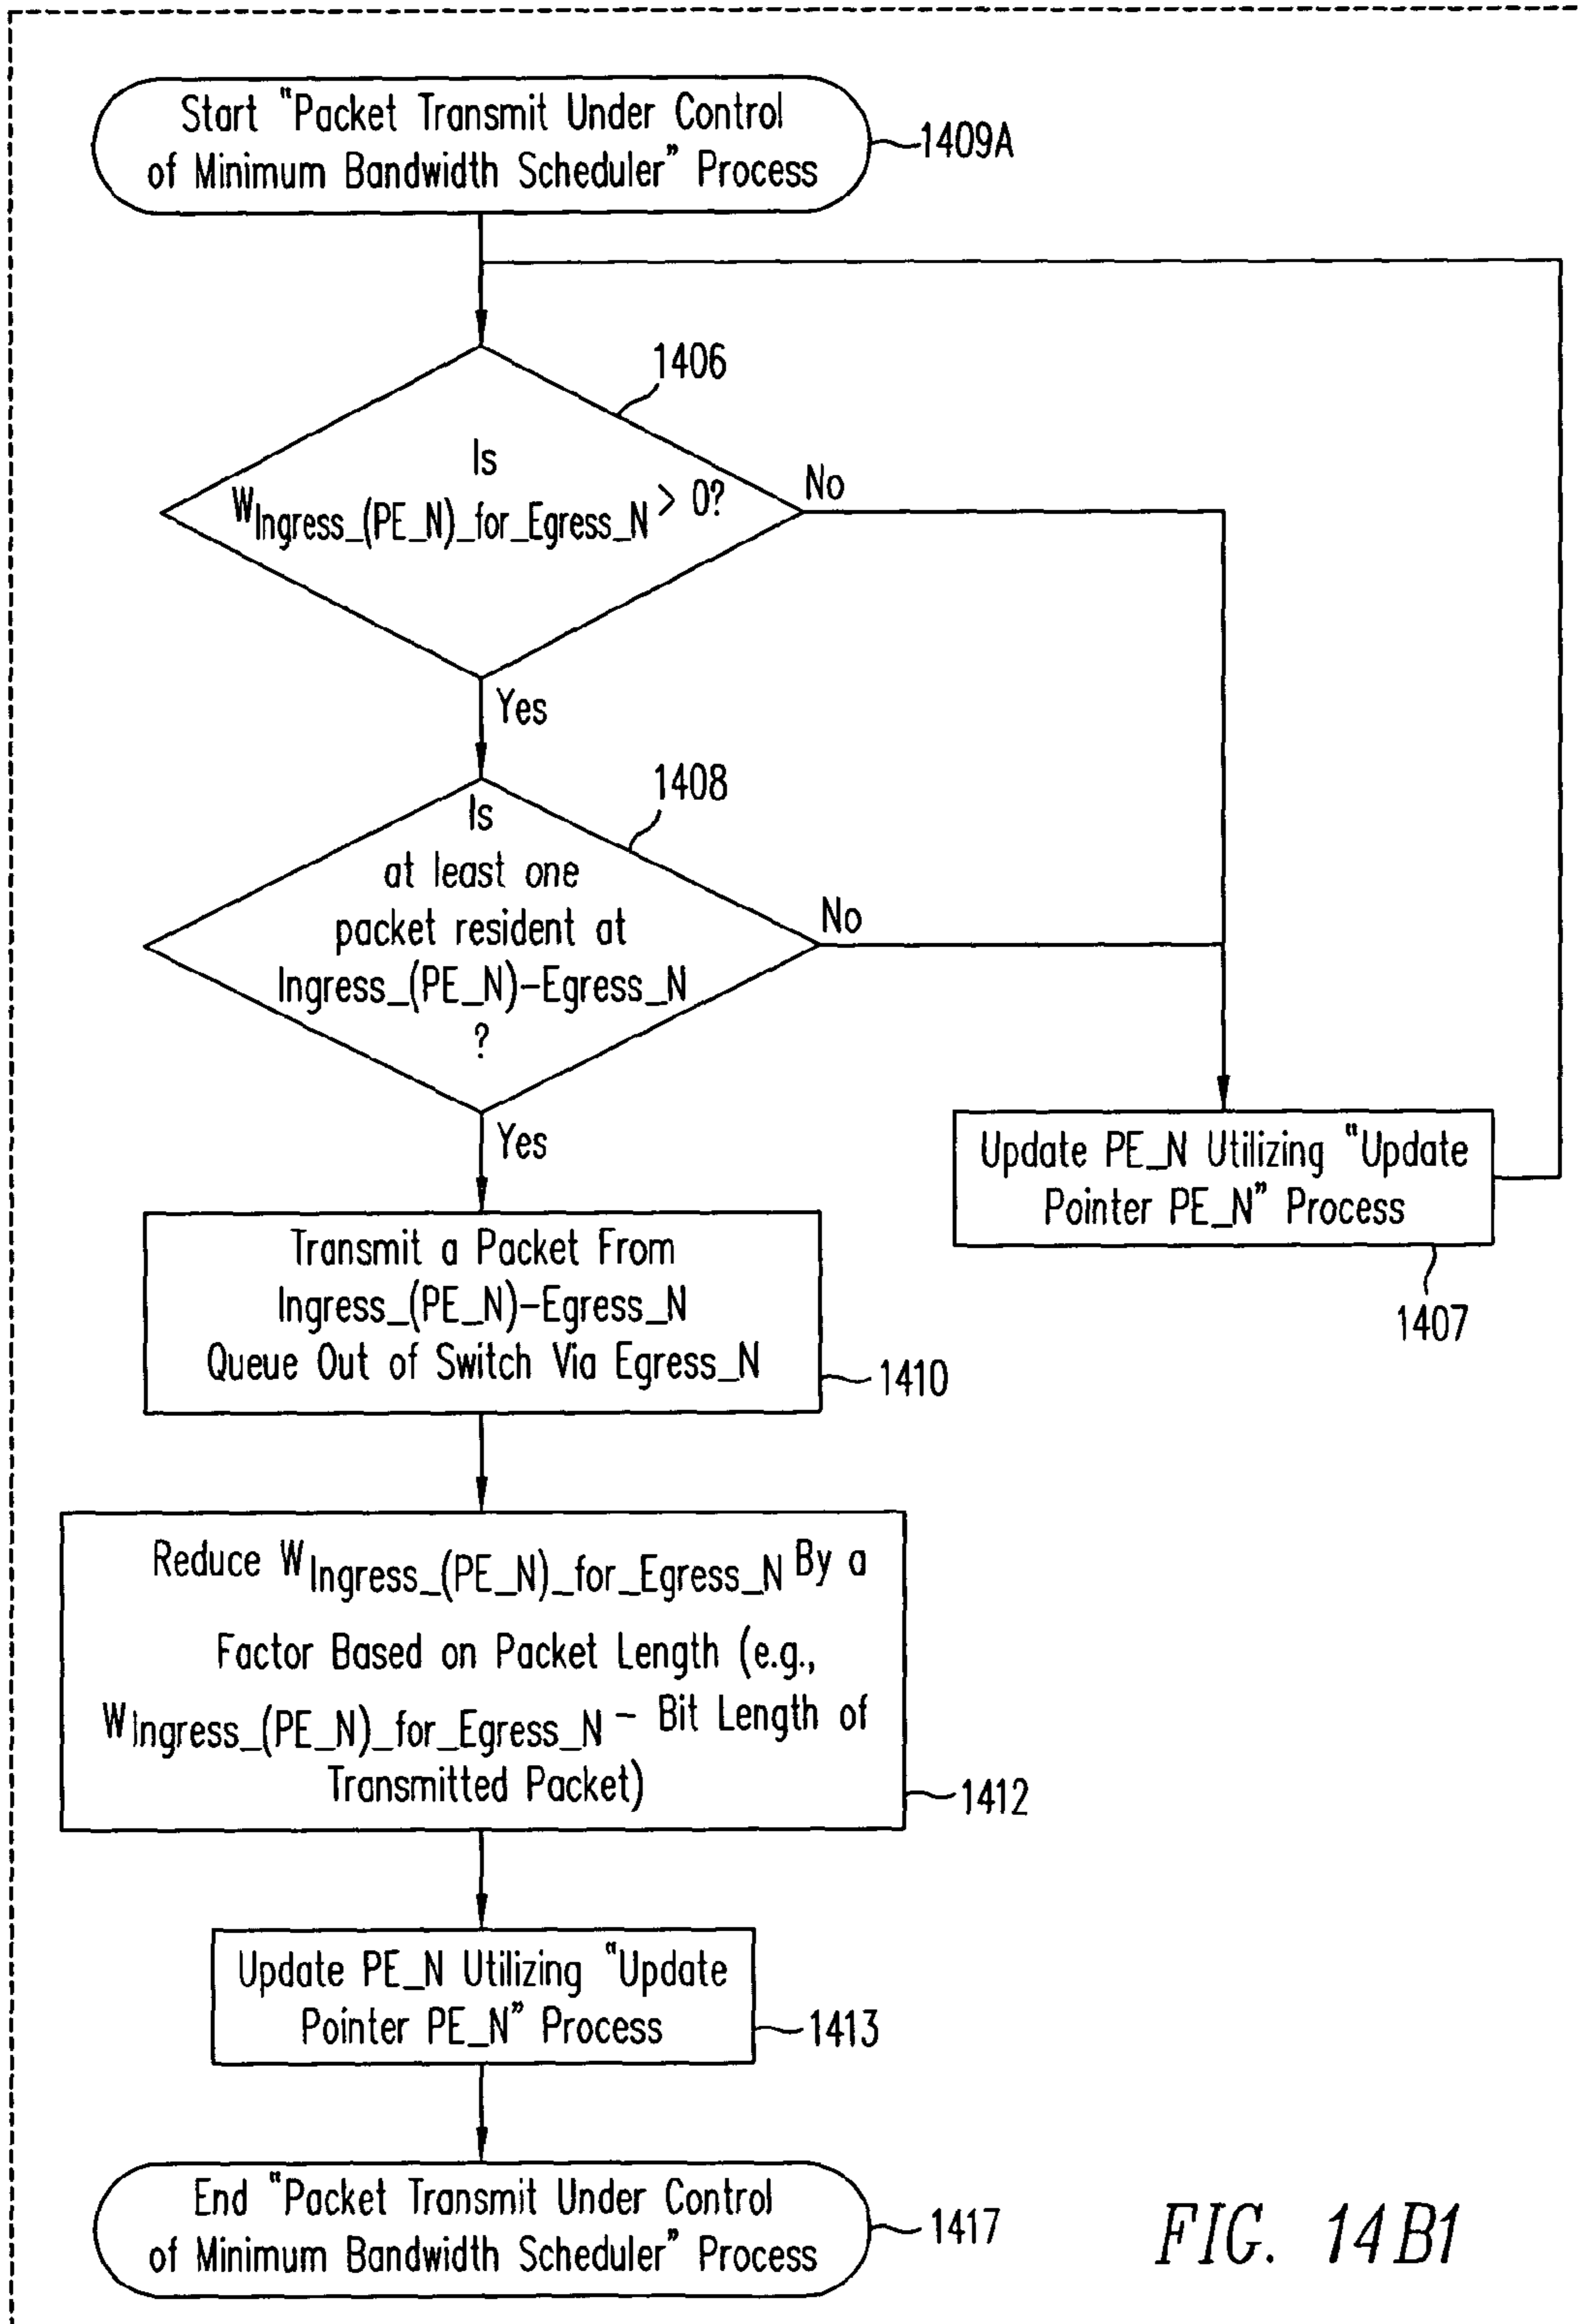 Start "Packet Transmit Under Control
of Minimum Bandwidth Scheduler" Process
1409A
1406
Is
WIngress_(PE_N)_for_Egress_N > 0?
No
Yes
1408
Is
at least one
packet resident at
Ingress_(PE_N)-Egress_N
?
No
Yes
Update PE_N Utilizing "Update
Pointer PE_N" Process
1407
Transmit a Packet From
Ingress_(PE_N)-Egress_N
Queue Out of Switch Via Egress_N
1410
Reduce WIngress_(PE_N)_for_Egress_N By a
Factor Based on Packet Length (e.g.,
WIngress_(PE_N)_for_Egress_N - Bit Length of
Transmitted Packet)
1412
Update PE_N Utilizing "Update
Pointer PE_N" Process
1413
End "Packet Transmit Under Control
of Minimum Bandwidth Scheduler" Process
1417
FIG. 14B1